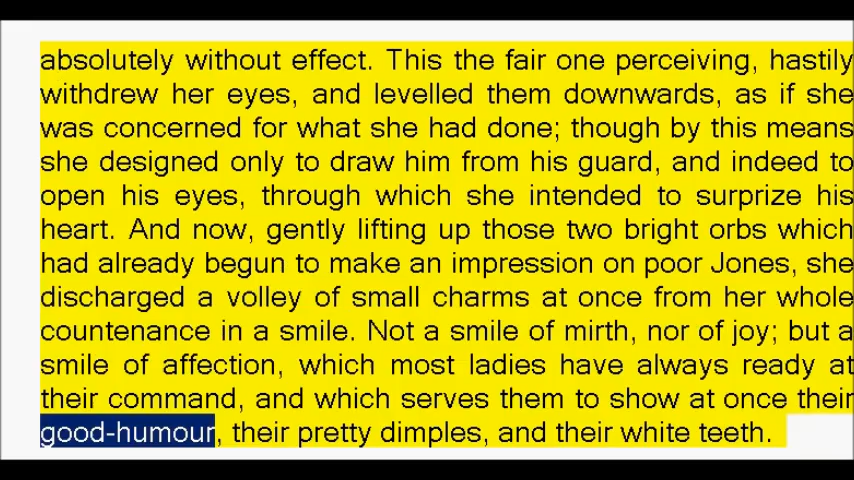 absolutely without effect. This the fair one perceiving, hastily
withdrew her eyes, and levelled them downwards, as if she
was concerned for what she had done; though by this means
she designed only to draw him from his guard, and indeed to
open his eyes, through which she intended to surprize his
heart. And now, gently lifting up those two bright orbs which
had already begun to make an impression on poor Jones, she
discharged a volley of small charms at once from her whole
countenance in a smile. Not a smile of mirth, nor of joy; but a
smile of affection, which most ladies have always ready at
their command, and which serves them to show at once their
good-humour, their pretty dimples, and their white teeth.